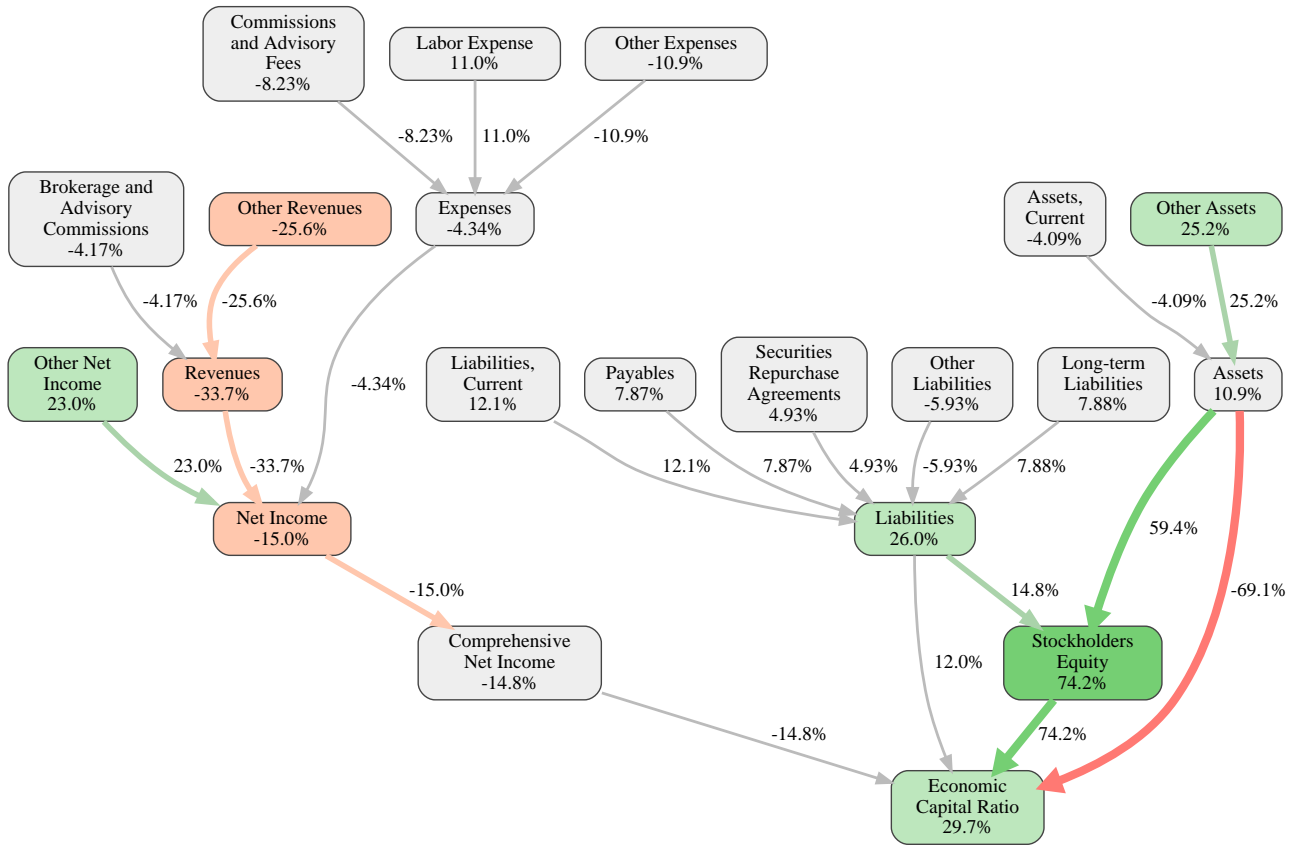 Commissions
and Advisory
Fees
-8.23%
Labor Expense
11.0%
Other Expenses
-10.9%
-8.23%
11.0%
-10.9%
Brokerage and
Advisory
Commissions
-4.17%
Other Revenues
-25.6%
Expenses
-4.34%
Assets,
Current
-4.09%
Other Assets
25.2%
-4.17%
-25.6%
-4.34%
-4.09%
25.2%
Other Net
Income
23.0%
Revenues
-33.7%
Liabilities,
Current
12.1%
Payables
7.87%
Securities
Repurchase
Agreements
4.93%
Other
Liabilities
-5.93%
Long-term
Liabilities
7.88%
Assets
10.9%
23.0%
-33.7%
12.1%
7.87%
4.93%
-5.93%
7.88%
Net Income
-15.0%
Liabilities
26.0%
59.4%
-69.1%
-15.0%
14.8%
Comprehensive
Net Income
-14.8%
12.0%
Stockholders
Equity
74.2%
-14.8%
74.2%
Economic
Capital Ratio
29.7%